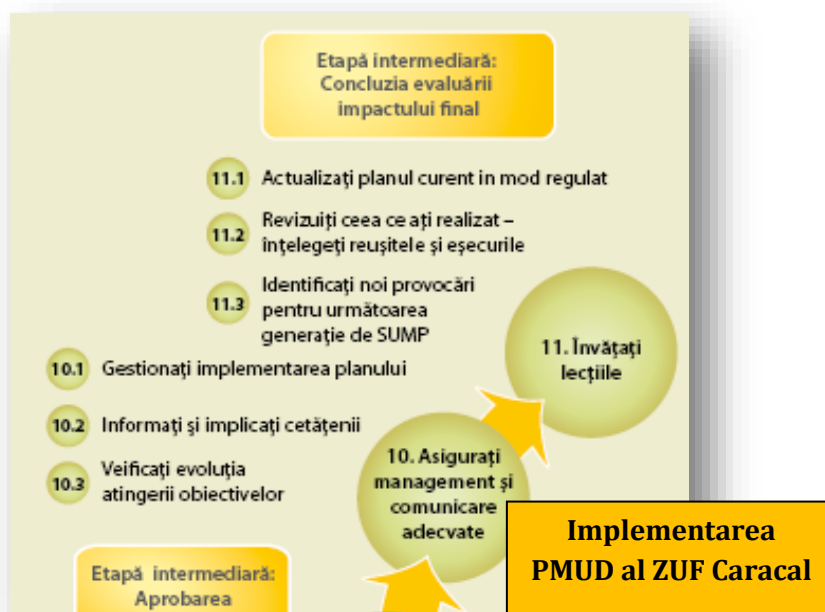 Etapă intermediară:
Concluzia evaluării
impactului final
11.1 Actualizați planul curent in mod regulat
11.2 Revizuiți ceea ce ați realizat –
înțelegeți reușitele și eșecurile
11.3 Identificați noi provocări
pentru următoarea
generație de SUMP
11. Învățați
lecțiile
10.1 Gestionați implementarea planului
10.2 Informați și implicați cetățenii
10.3 Veificați evoluția
atingerii obiectivelor
10. Asigurați
management și
comunicare
adecvate
Implementarea
PMUD al ZUF Caracal
Etapă intermediară:
Aprobarea